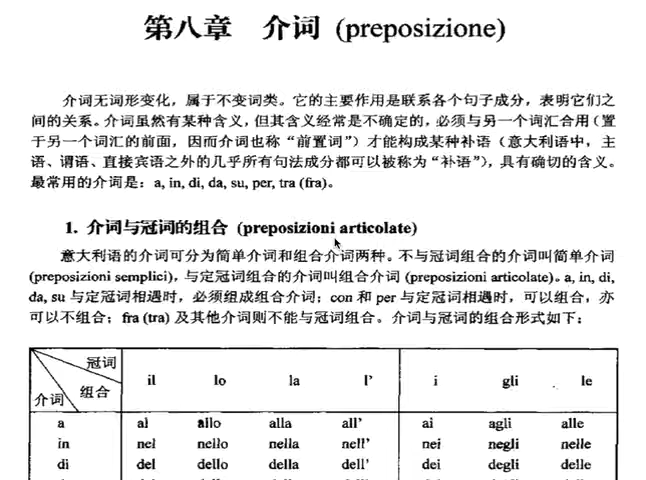 第八章 介词 (preposizione)
介词无词形变化，属于不变词类。它的主要作用是联系各个句子成分，表明它们之
间的关系。介词虽然有某种含义，但其含义经常是不确定的，必须与另一个词汇合用（置
于另一个词汇的前面，因而介词也称“前置词”）才能构成某种补语（意大利语中，主
语、谓语、直接宾语之外的几乎所有句法成分都可以被称为“补语”），具有确切的含义。
最常用的介词是：a, in, di, da, su, per, tra (fra)。
1. 介词与冠词的组合 (preposizioni articolate)
意大利语的介词可分为简单介词和组合介词两种。不与冠词组合的介词叫简单介词
(preposizioni semplici)，与定冠词组合的介词叫组合介词 (preposizioni articolate)。a, in, di,
da, su 与定冠词相遇时，必须组成组合介词；con 和 per 与定冠词相遇时，可以组合，亦
可以不组合；fra (tra) 及其他介词则不能与冠词组合。介词与冠词的组合形式如下：
冠词 组合 介词 il lo la l' i gli le
a al allo alla all' ai agli alle
in nel nello nella nell' nei negli nelle
di del dello della dell' dei degli delle